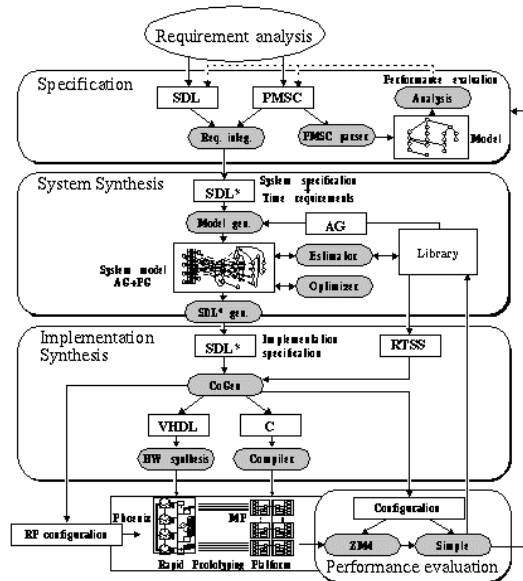 Requirement analysis
Specification
Performance evaluation
SDL
PMSC
Analysis
Req. integ.
PMSC parser
Model
System Synthesis
SDL*
System specification
+
Time requirements
Model gen.
AG
System model
AG+PG
Estimator
Library
Optimizer
SDL* gen.
Implementation
Synthesis
SDL*
Implementation
specification
RTSS
CoGen
VHDL
C
HW synthesis
Compiler
Phoenix
MP
Configuration
RP configuration
ZM4
Simple
Rapid Prototyping Platform
Performance evaluation